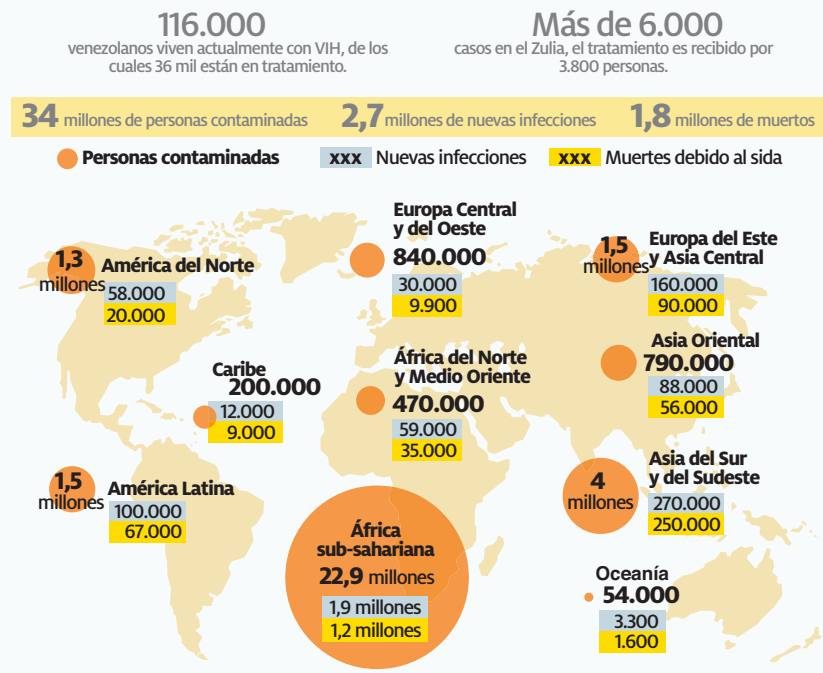 116.000
venezolanos viven actualmente con VIH, de los
cuales 36 mil están en tratamiento.
Más de 6.000
casos en el Zulia, el tratamiento es recibido por
3.800 personas.
34 millones de personas contaminadas
2,7 millones de nuevas infecciones
1,8 millones de muertos
Personas contaminadas
xxx Nuevas infecciones
xxx Muertes debido al sida
1,3
millones
América del Norte
58.000
20.000
Europa Central
y del Oeste
840.000
30.000
9.900
1,5
millones
Europa del Este
y Asia Central
160.000
90.000
Caribe
200.000
12.000
9.000
África del Norte
y Medio Oriente
470.000
59.000
35.000
Asia Oriental
790.000
88.000
56.000
1,5
millones
América Latina
100.000
67.000
África
sub-sahariana
22,9 millones
1,9 millones
1,2 millones
4
millones
Asia del Sur
y del Sudeste
270.000
250.000
Oceanía
54.000
3.300
1.600